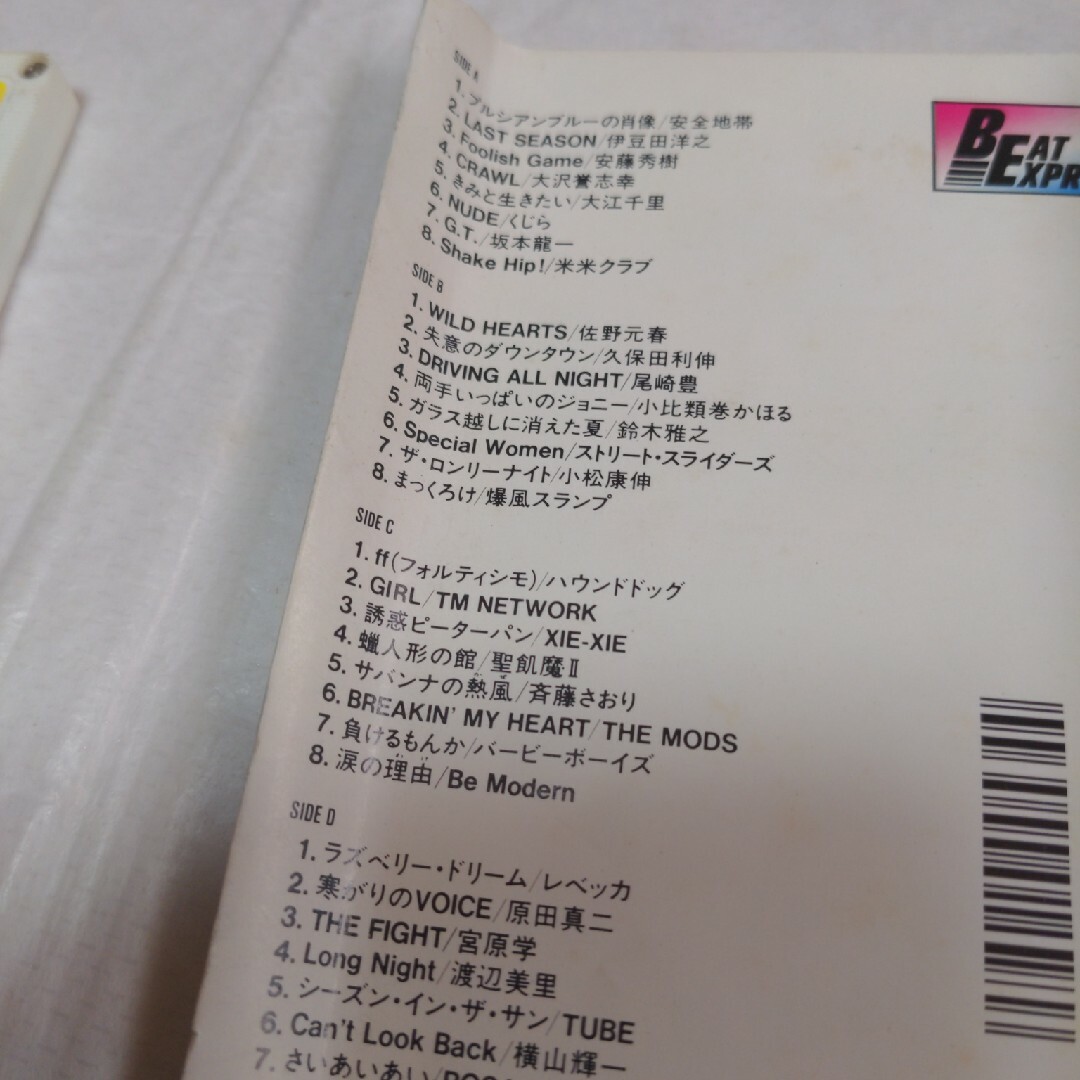 SIDE A
1. プルシアンブルーの肖像/安全地帯
2. LAST SEASON/伊豆田洋之
3. Foolish Game/安藤秀樹
4. CRAWL/大沢誉志幸
5. きみと生きたい/大江千里
6. NUDE/くじら
7. G.T./坂本龍一
8. Shake Hip!/米米クラブ
SIDE B
1. WILD HEARTS/佐野元春
2. 失意のダウンタウン/久保田利伸
3. DRIVING ALL NIGHT/尾崎豊
4. 両手いっぱいのジョニー/小比類巻かほる
5. ガラス越しに消えた夏/鈴木雅之
6. Special Women/ストリート・スライダーズ
7. ザ・ロンリーナイト/小松康伸
8. まっくろけ/爆風スランプ
SIDE C
1. ff(フォルティシモ)/ハウンドドッグ
2. GIRL/TM NETWORK
3. 誘惑ピーターパン/XIE-XIE
4. 蠟人形の館/聖飢魔Ⅱ
5. サバンナの熱風/斉藤さおり
6. BREAKIN' MY HEART/THE MODS
7. 負けるもんか/バービーボーイズ
8. 涙の理由/Be Modern
SIDE D
1. ラズベリー・ドリーム/レベッカ
2. 寒がりのVOICE/原田真二
3. THE FIGHT/宮原学
4. Long Night/渡辺美里
5. シーズン・イン・ザ・サン/TUBE
6. Can't Look Back/横山輝一
7. さいあいあい/
BEAT
EXPR